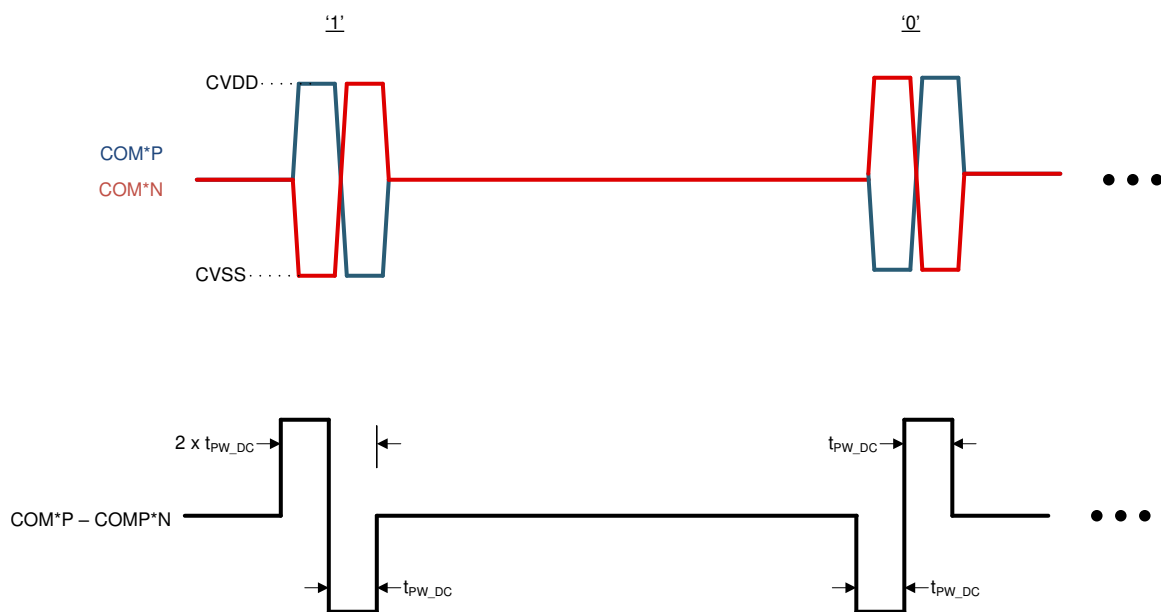 '1' '0'
CVDD
COM*P
COM*N
CVSS
2 x tPW_DC tPW_DC
COM*P – COMP*N
tPW_DC tPW_DC